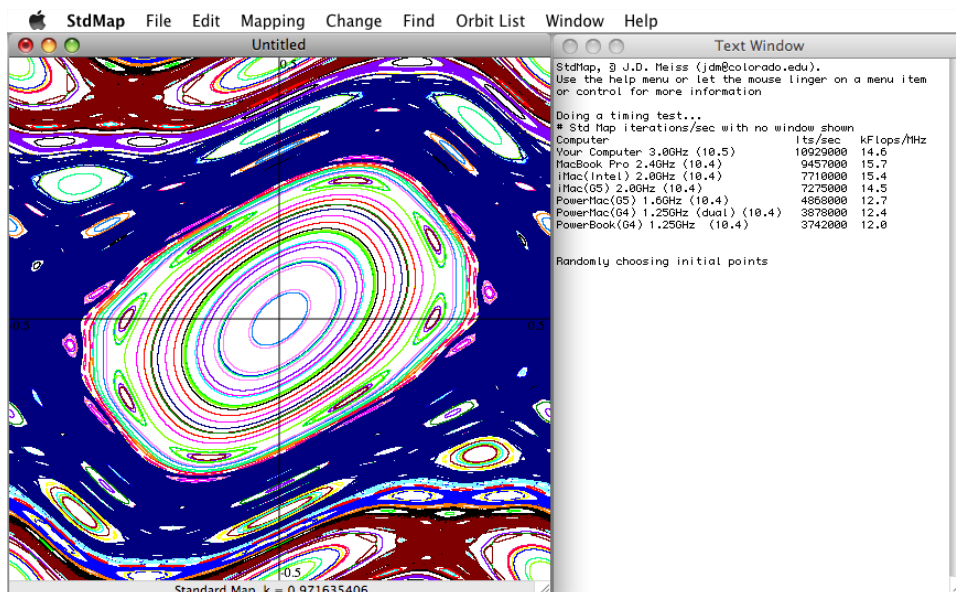 StdMap File Edit Mapping Change Find Orbit List Window Help
Untitled
0.5
0.5
-0.5
Standard Map, k = 0.971635406
Text Window
StdMap, @ J.D. Meiss (jdm@colorado.edu).
Use the help menu or let the mouse linger on a menu item
or control for more information
Doing a timing test...
# Std Map iterations/sec with no window shown
Computer Its/sec kFlops/MHz
Your Computer 3.0GHz (10.5) 10929000 14.6
MacBook Pro 2.4GHz (10.4) 9457000 15.7
iMac(Intel) 2.0GHz (10.4) 7710000 15.4
iMac(G5) 2.0GHz (10.4) 7275000 14.5
PowerMac(G5) 1.6GHz (10.4) 4868000 12.7
PowerMac(G4) 1.25GHz (dual) (10.4) 3878000 12.4
PowerBook(G4) 1.25GHz (10.4) 3742000 12.0
Randomly choosing initial points